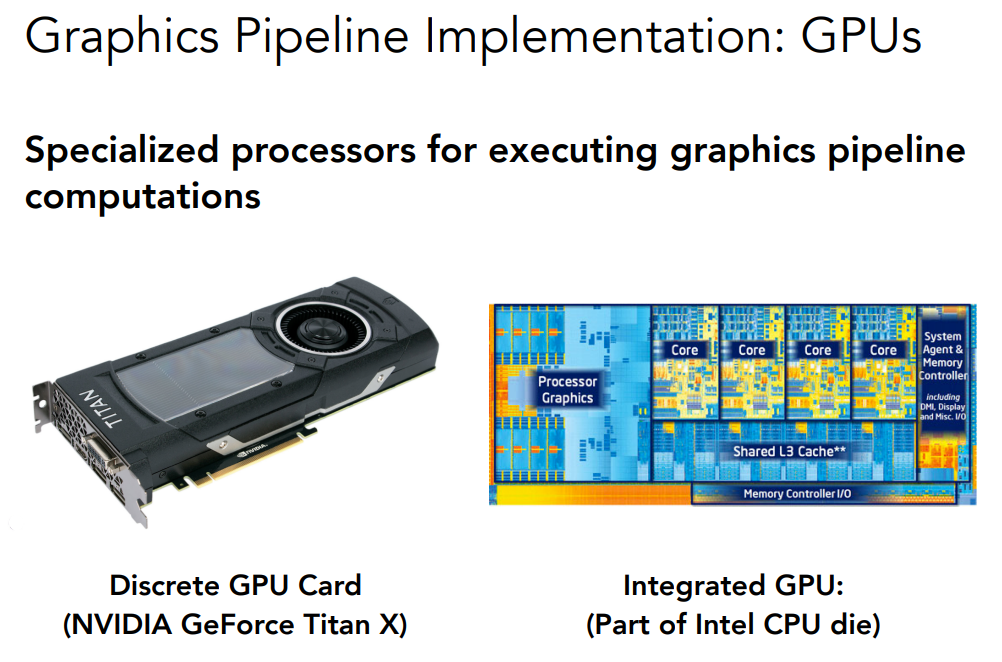 Graphics Pipeline Implementation: GPUs
Specialized processors for executing graphics pipeline
computations
TITAN
NVIDIA
Processor
Graphics
Core
Core
Core
Core
System
Agent &
Memory
Controller
including
DMI, Display
and Misc. I/O
Shared L3 Cache**
Memory Controller I/O
Discrete GPU Card
(NVIDIA GeForce Titan X)
Integrated GPU:
(Part of Intel CPU die)